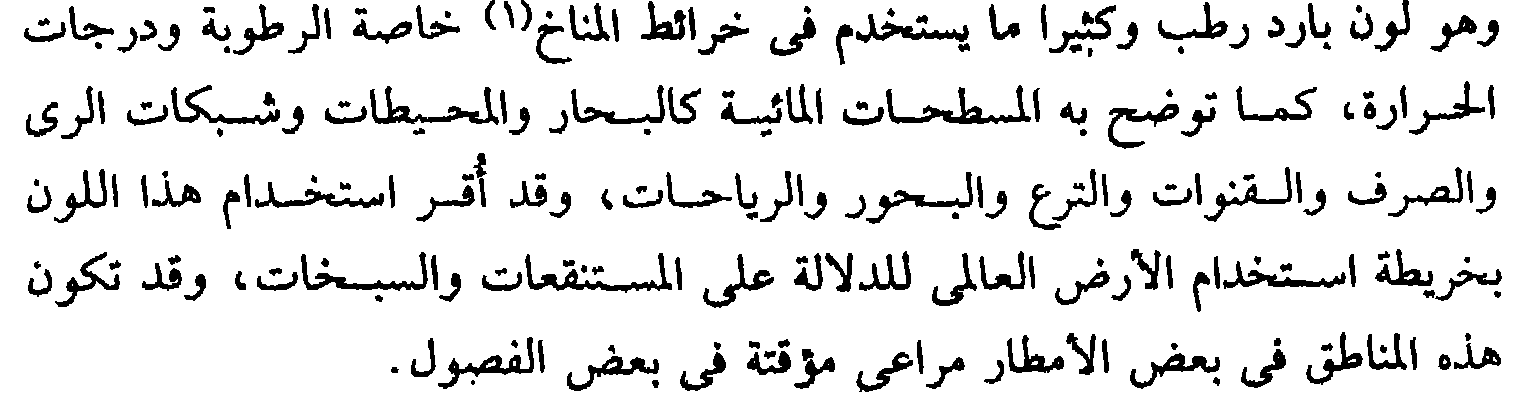 وهو لون بارد رطب وكثيرا ما يستخدم فى خرائط المناخ(١) خاصة الرطوبة ودرجات
الحرارة، كما توضح به المسطحات المائية كالبحار والمحيطات وشبكات الرى
والصرف والقنوات والترع والبحور والرياحات، وقد أُقر استخدام هذا اللون
بخريطة استخدام الأرض العالمى للدلالة على المستنقعات والسبخات، وقد تكون
هذه المناطق فى بعض الأمطار مراعى مؤقتة فى بعض الفصول.